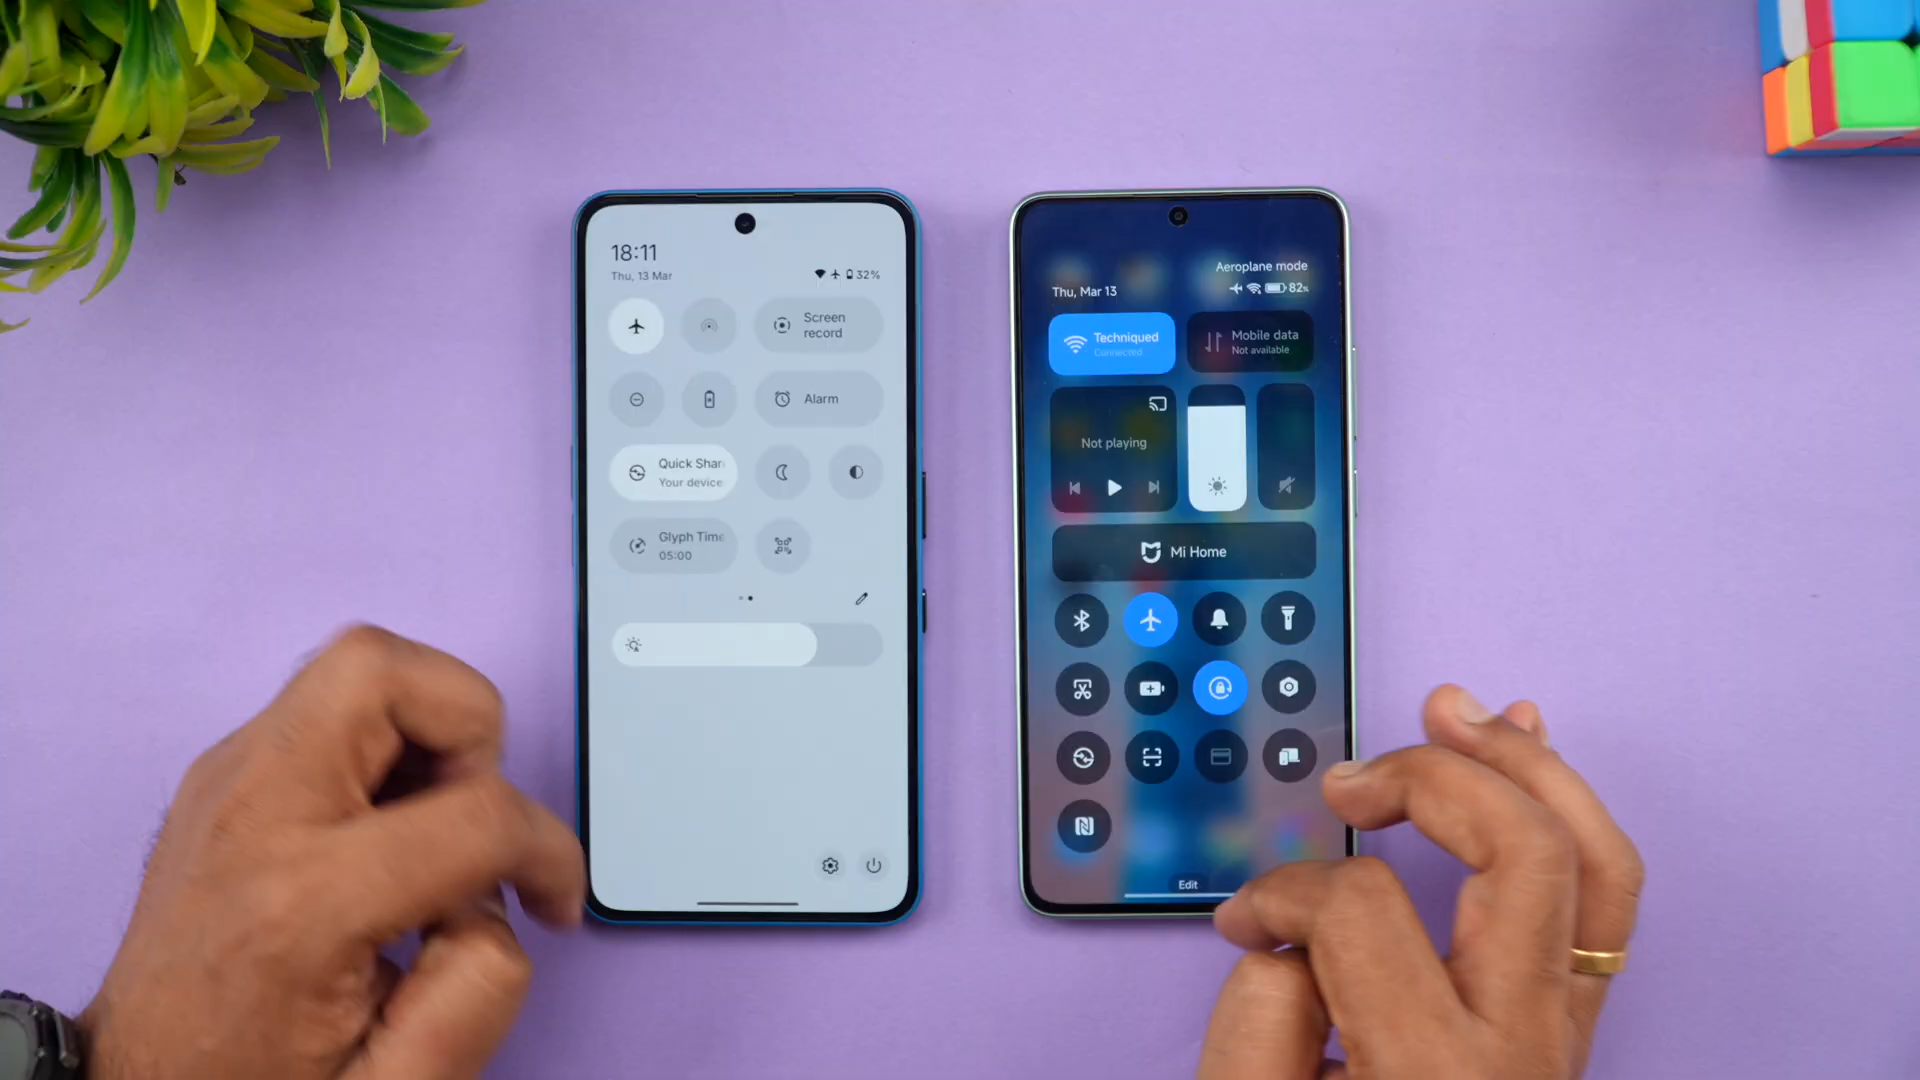 18:11
Thu, 13 Mar
32%
Screen
record
Alarm
Quick Shar
Your device
Glyph Time
05:00
Aeroplane mode
Thu, Mar 13
82%
Techniqued
Connected
Mobile data
Not available
Not playing
Mi Home
Edit